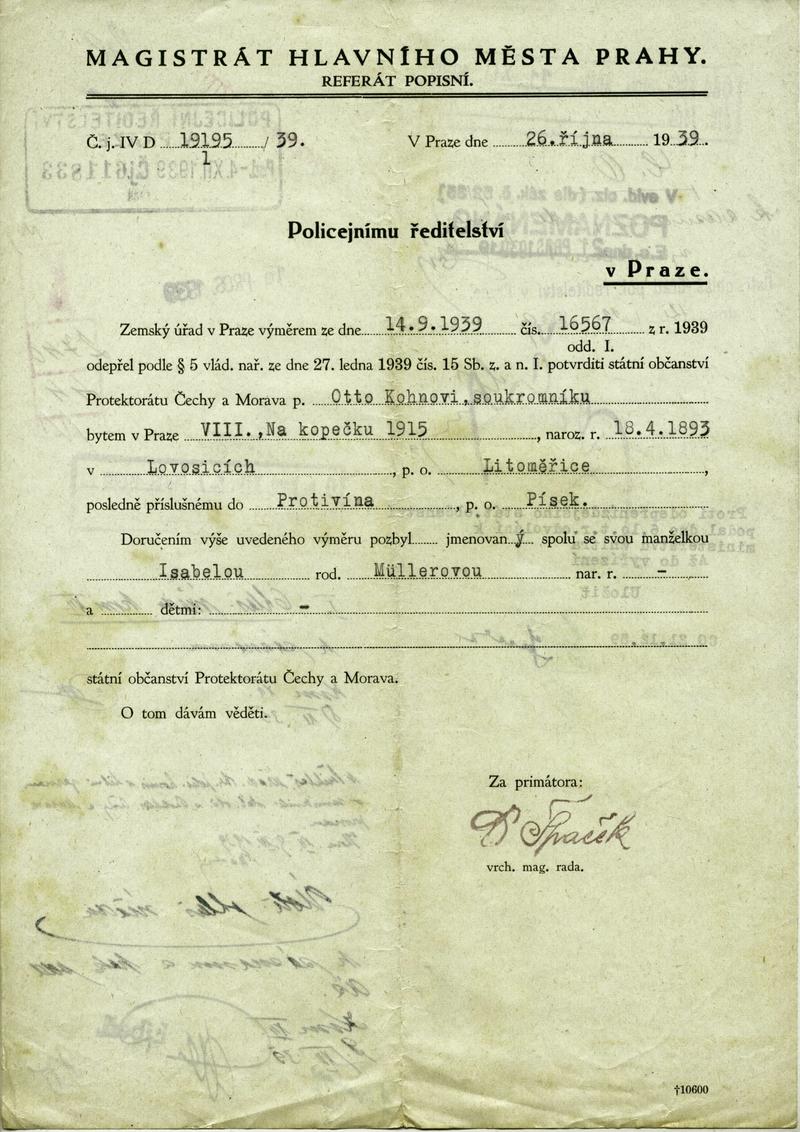 MAGISTRÁT HLAVNÍHO MĚSTA PRAHY.
REFERÁT POPISNÍ.
Č. j. IV D 19195 / 39. V Praze dne 26. října 1939.
1
Policejnímu ředitelství
v Praze.
Zemský úřad v Praze výměrem ze dne 14.9.1939 čís. 16567 z r. 1939
odd. I.
odepřel podle § 5 vlád. nař. ze dne 27. ledna 1939 čís. 15 Sb. z. a n. I. potvrditi státní občanství
Protektorátu Čechy a Morava p. Otto Kohnovi, soukromníku
bytem v Praze VIII., Na kopečku 1915, naroz. r. 18.4.1893
v Lovosicích, p. o. Litoměřice,
posledně příslušnému do Protivína, p. o. Písek.
Doručením výše uvedeného výměru pozbyl jmenovaný spolu se svou manželkou
Isabelou rod. Müllerovou nar. r. -
a dětmi: -
státní občanství Protektorátu Čechy a Morava.
O tom dávám věděti.
Za primátora:
vrch. mag. rada.
†10600